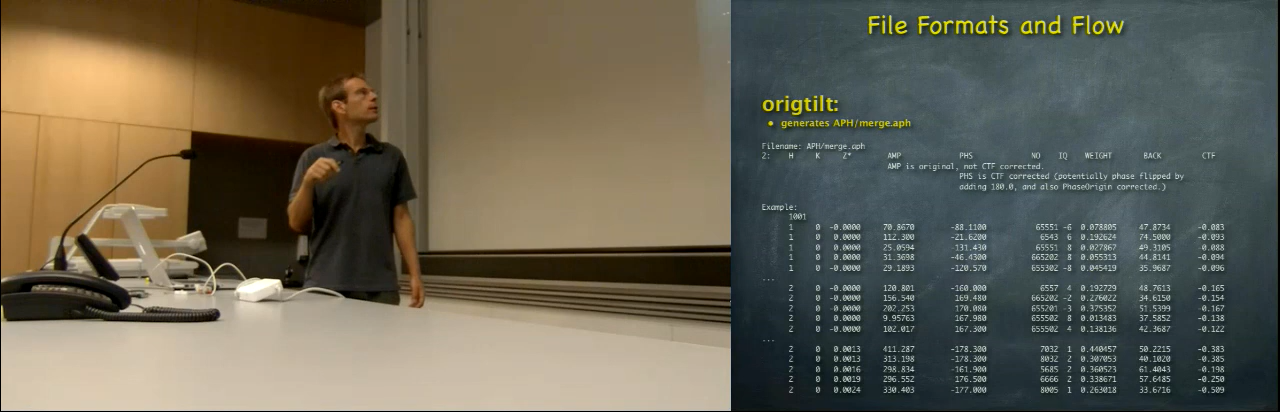 File Formats and Flow
origtilt:
• generates APH/merge.aph
Filename: APH/merge.aph
2: H K Z* AMP PHS NO IQ WEIGHT BACK CTF
AMP is original, not CTF corrected.
PHS is CTF corrected (potentially phase flipped by
adding 180.0, and also PhaseOrigin corrected.)
Example:
1001
1 0 -0.0000 70.8670 -88.1100 65551 -6 0.078805 47.8734 -0.083
1 0 0.0000 112.300 -21.6200 6543 6 0.192624 74.5000 -0.093
1 0 0.0000 25.0594 -131.430 65551 8 0.027867 49.3105 -0.088
1 0 -0.0000 31.3698 -46.4300 665202 8 0.055313 44.8141 -0.094
1 0 -0.0000 29.1893 -120.570 655302 -8 0.045419 35.9687 -0.096
...
2 0 -0.0000 120.801 -160.000 6557 4 0.192729 48.7613 -0.165
2 0 -0.0000 156.540 169.480 665202 -2 0.276022 34.6150 -0.154
2 0 -0.0000 202.253 170.080 655201 -3 0.375352 51.5399 -0.167
2 0 0.0000 9.95763 167.980 655502 8 0.013483 37.5852 -0.138
2 0 -0.0000 102.017 167.300 655502 4 0.138136 42.3687 -0.122
...
2 0 0.0013 411.287 -178.300 7032 1 0.440457 50.2215 -0.383
2 0 0.0013 313.198 -178.300 8032 2 0.307053 40.1020 -0.385
2 0 0.0016 298.834 -161.900 5685 2 0.360523 61.4043 -0.198
2 0 0.0019 296.552 176.500 6666 2 0.338671 57.6485 -0.250
2 0 0.0024 330.403 -177.000 8005 1 0.263018 33.6716 -0.509